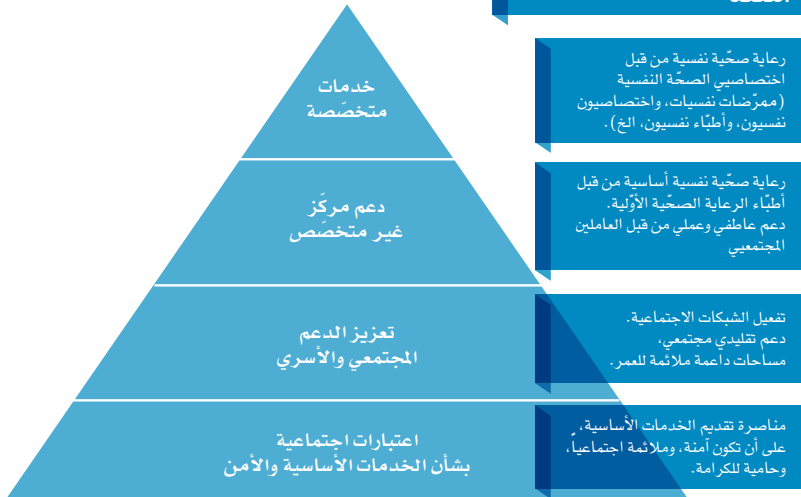 خدمات
متخصّصة
رعاية صحّية نفسية من قبل
اختصاصيي الصحّة النفسية
(ممرّضات نفسيات، واختصاصيون
نفسيون، وأطبّاء نفسيون، الخ).
دعم مركّز
غير متخصّص
رعاية صحّية نفسية أساسية من قبل
أطبّاء الرعاية الصحّية الأوّلية.
دعم عاطفي وعملي من قبل العاملين
المجتمعيي
تعزيز الدعم
المجتمعي والأسري
تفعيل الشبكات الاجتماعية.
دعم تقليدي مجتمعي،
مساحات داعمة ملائمة للعمر.
اعتبارات اجتماعية
بشأن الخدمات الأساسية والأمن
مناصرة تقديم الخدمات الأساسية،
على أن تكون آمنة، وملائمة اجتماعياً،
وحامية للكرامة.